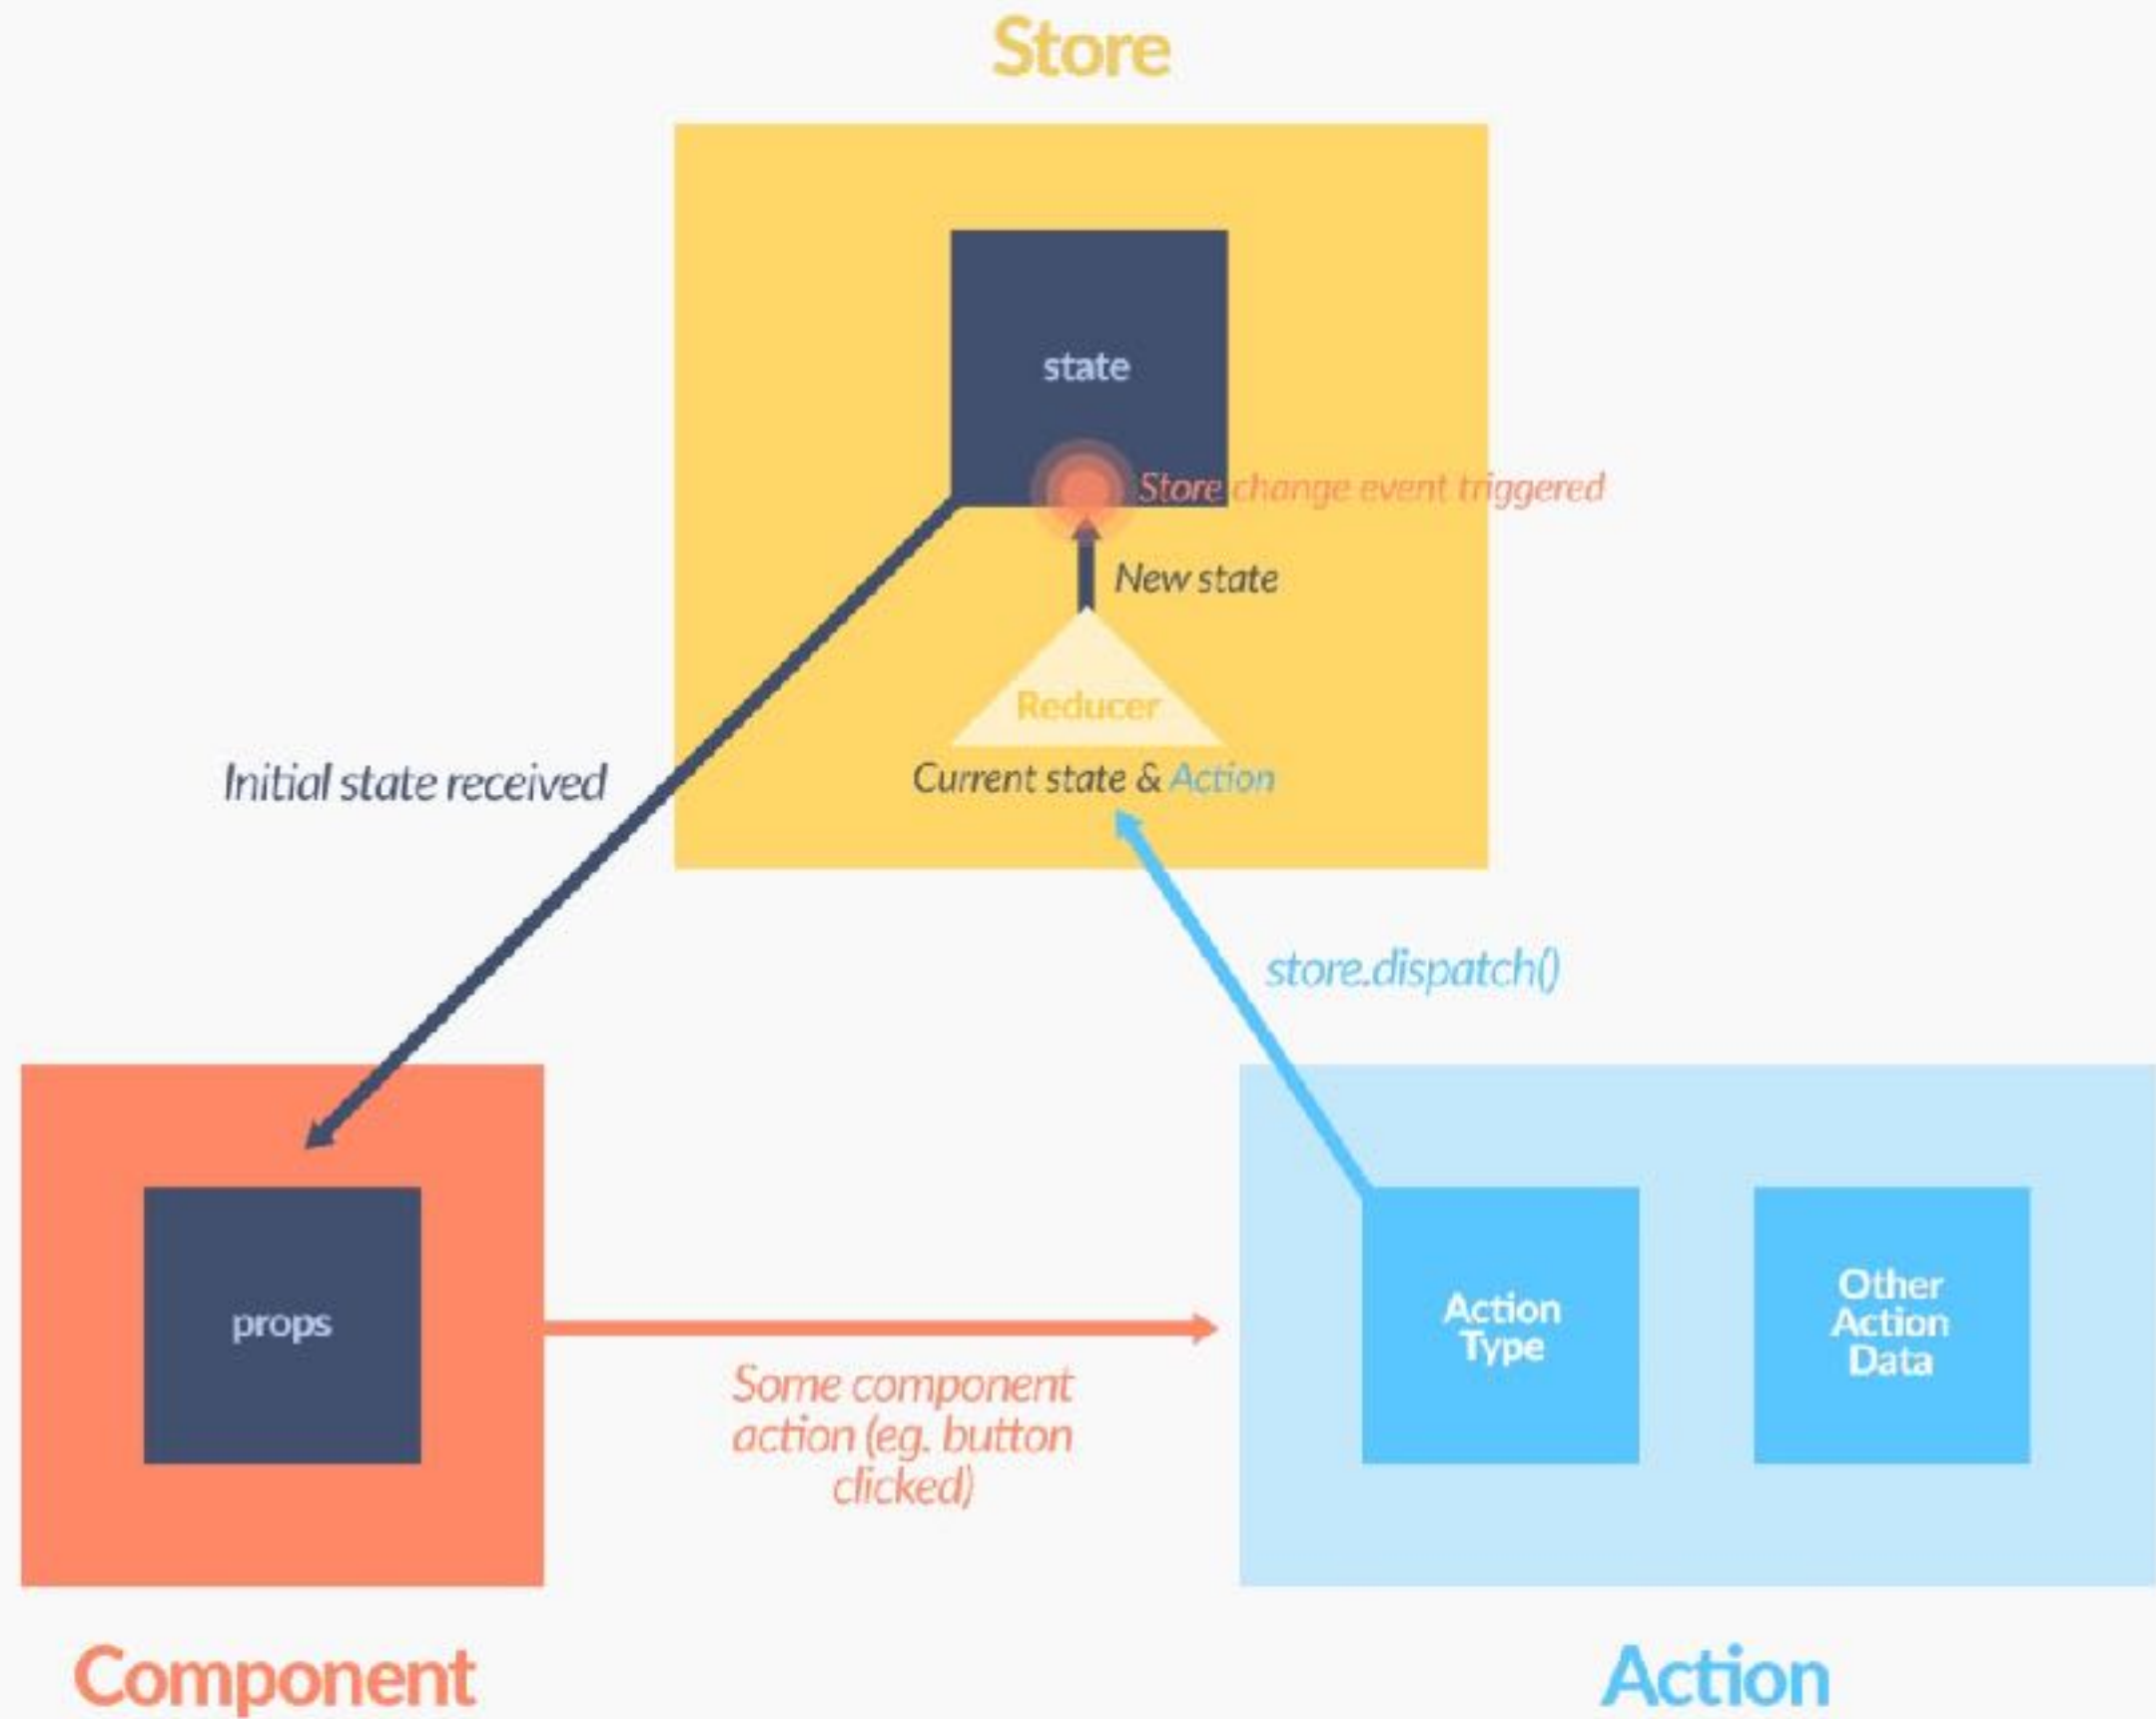 Store
state
Store change event triggered
New state
Reducer
Current state & Action
Initial state received
store.dispatch()
props
Some component
action (eg. button
clicked)
Action
Type
Other
Action
Data
Component
Action